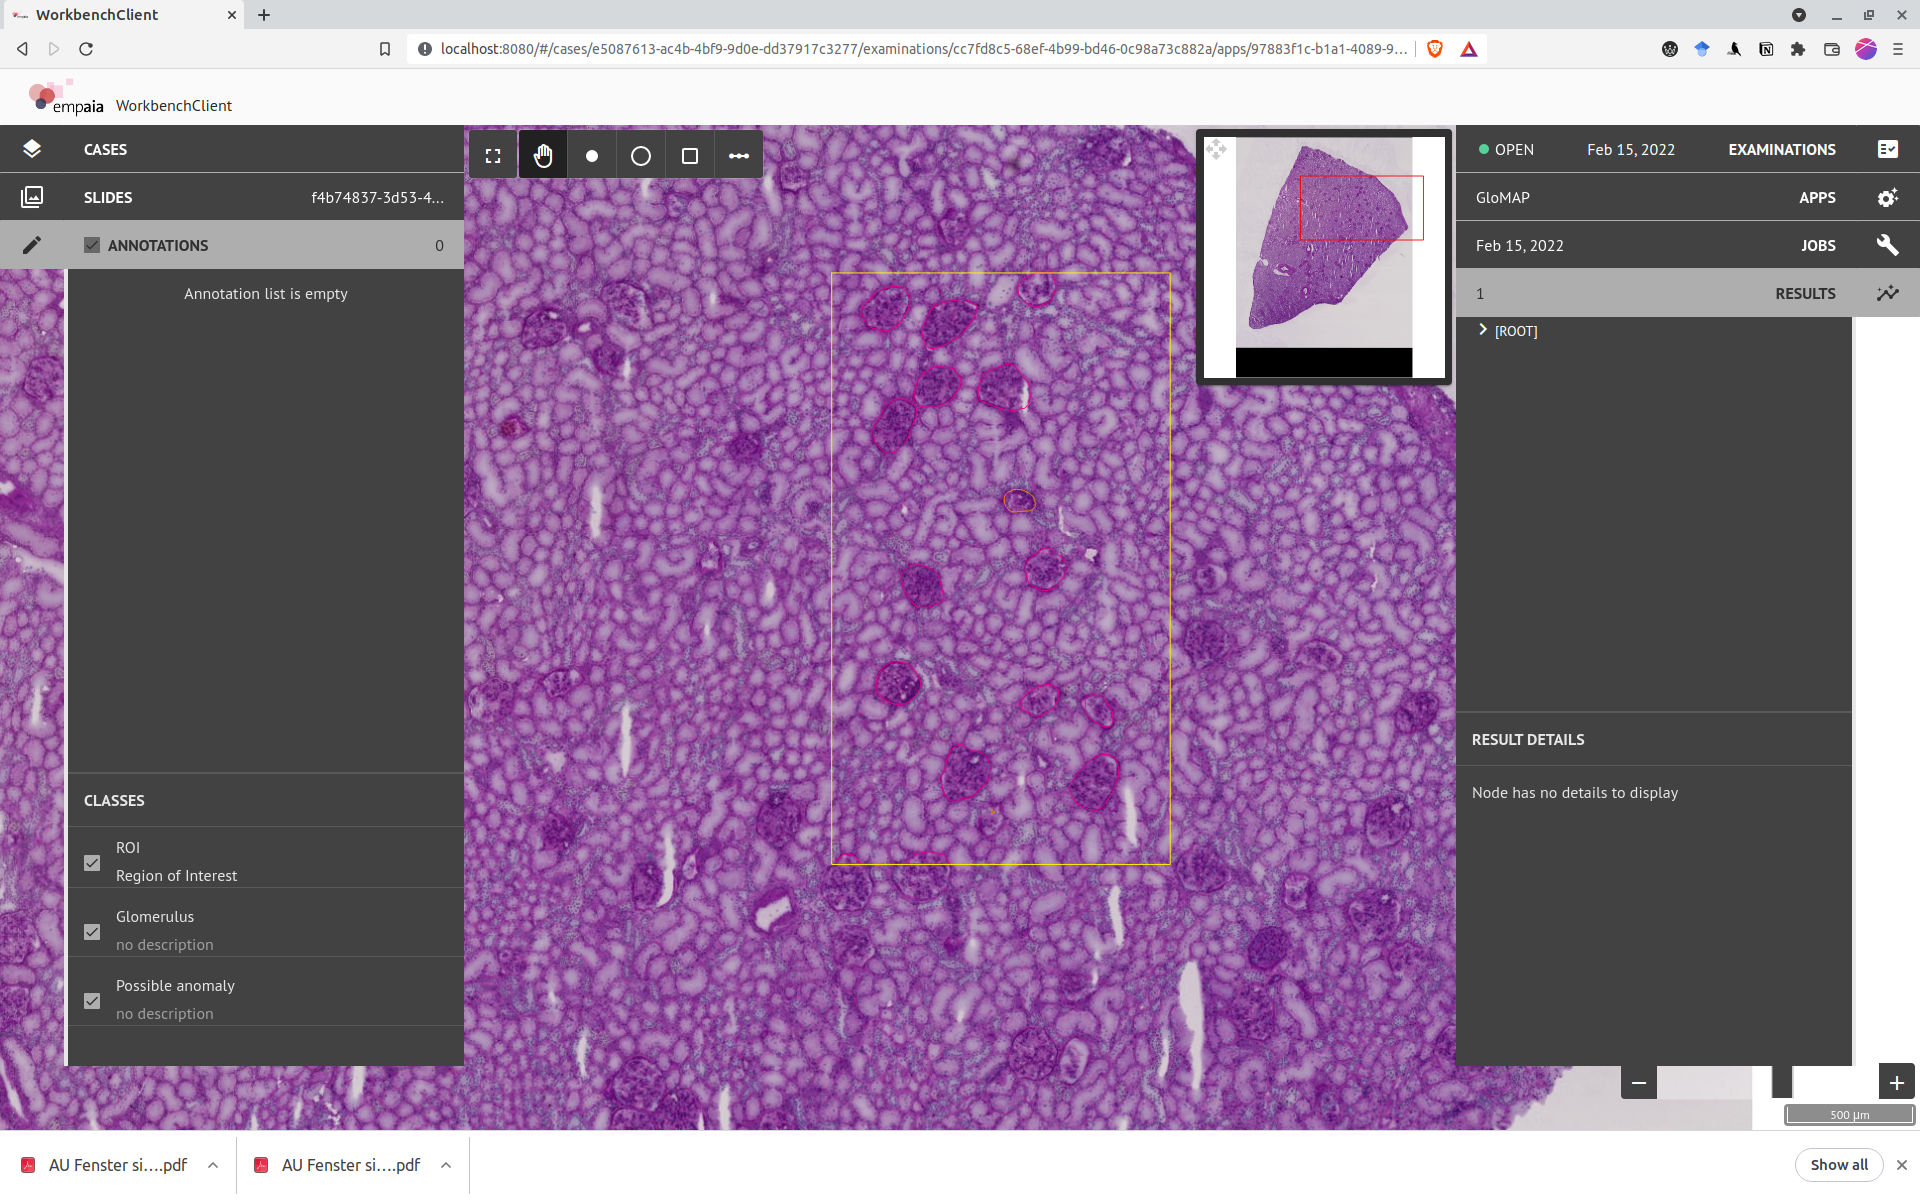 WorkbenchClient
localhost:8080/#/cases/e5087613-ac4b-4bf9-9d0e-dd37917c3277/examinations/cc7fd8c5-68ef-4b99-bd46-0c98a73c882a/apps/97883f1c-b1a1-4089-9...
empaia WorkbenchClient
CASES
SLIDES f4b74837-3d53-4...
ANNOTATIONS 0
Annotation list is empty
CLASSES
ROI
Region of Interest
Glomerulus
no description
Possible anomaly
no description
OPEN Feb 15, 2022 EXAMINATIONS
GloMAP APPS
Feb 15, 2022 JOBS
1 RESULTS
[ROOT]
RESULT DETAILS
Node has no details to display
500 µm
AU Fenster si....pdf
AU Fenster si....pdf
Show all